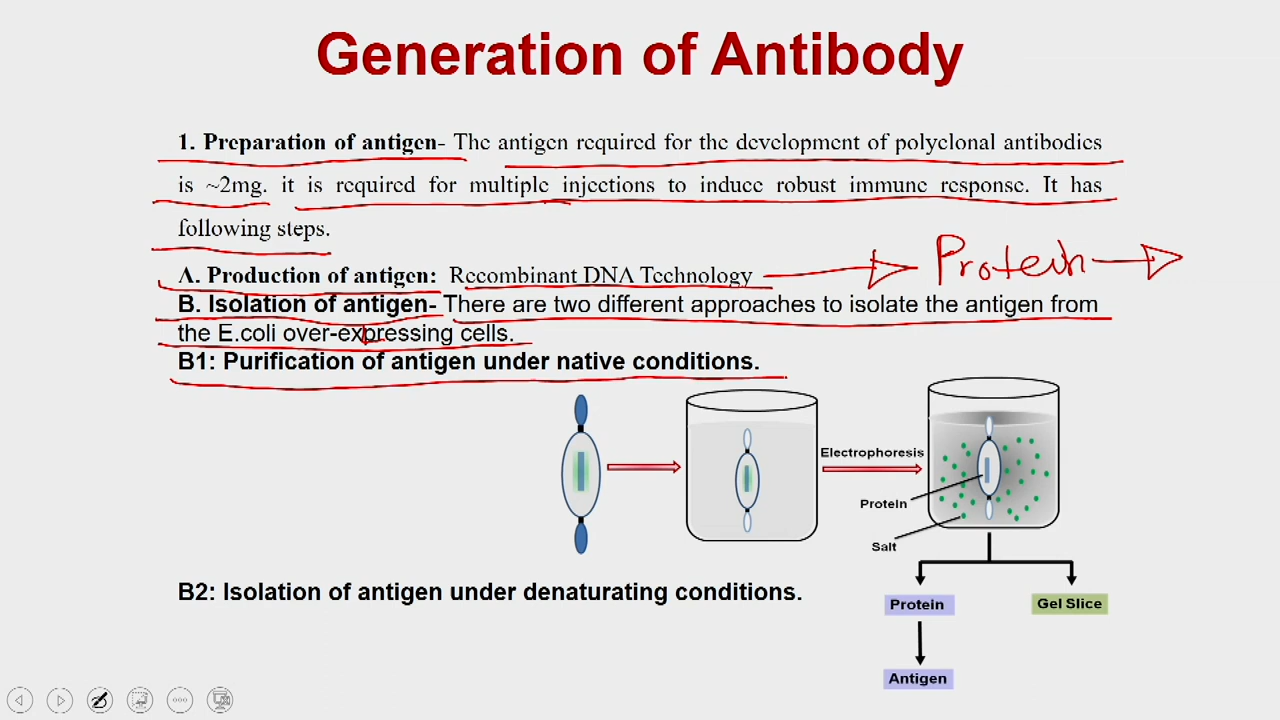 Generation of Antibody
1. Preparation of antigen- The antigen required for the development of polyclonal antibodies
is ~2mg. it is required for multiple injections to induce robust immune response. It has
following steps.
A. Production of antigen: Recombinant DNA Technology
Protein
B. Isolation of antigen- There are two different approaches to isolate the antigen from
the E.coli over-expressing cells.
B1: Purification of antigen under native conditions.
Electrophoresis
Protein
Salt
B2: Isolation of antigen under denaturating conditions.
Protein
Gel Slice
Antigen